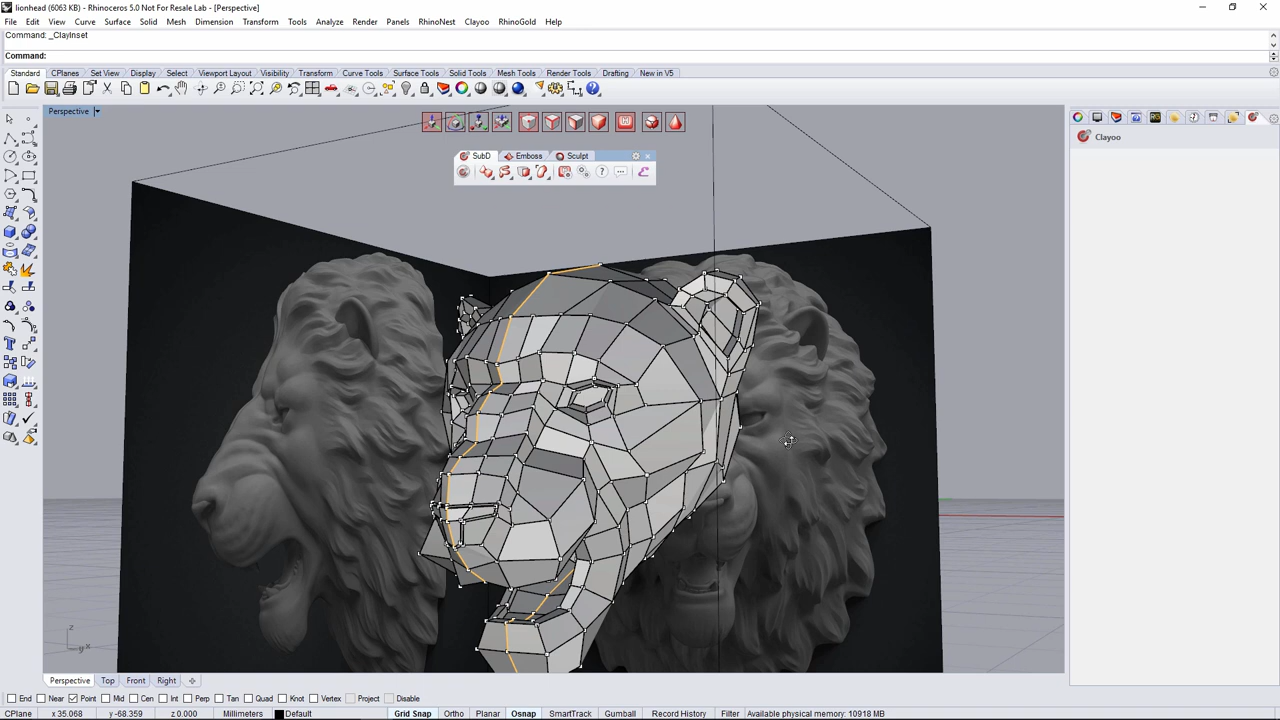 lionhead (6063 KB) - Rhinoceros 5.0 Not For Resale Lab - [Perspective]
File Edit View Curve Surface Solid Mesh Dimension Transform Tools Analyze Render Panels RhinoNest Clayoo RhinoGold Help
Command: _ClayInset
Command:
Standard CPlanes Set View Display Select Viewport Layout Visibility Transform Curve Tools Surface Tools Solid Tools Mesh Tools Render Tools Drafting New in V5
Perspective
Clayoo
SubD Emboss Sculpt
z
y x
Perspective Top Front Right
End Near Point Mid Cen Int Perp Tan Quad Knot Vertex Project Disable
CPlane x 35.068 y -68.359 z 0.000 Millimeters Default Grid Snap Ortho Planar Osnap SmartTrack Gumball Record History Filter Available physical memory: 10918 MB